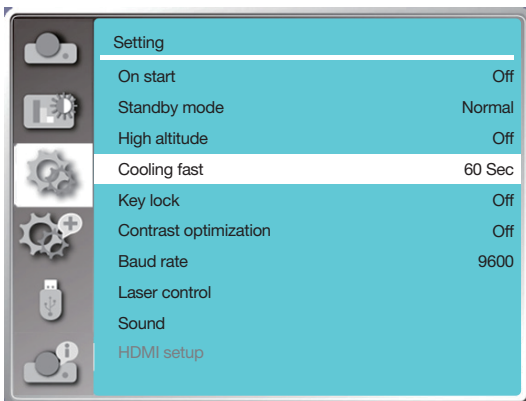 Setting
On start Off
Standby mode Normal
High altitude Off
Cooling fast 60 Sec
Key lock Off
Contrast optimization Off
Baud rate 9600
Laser control
Sound
HDMI setup